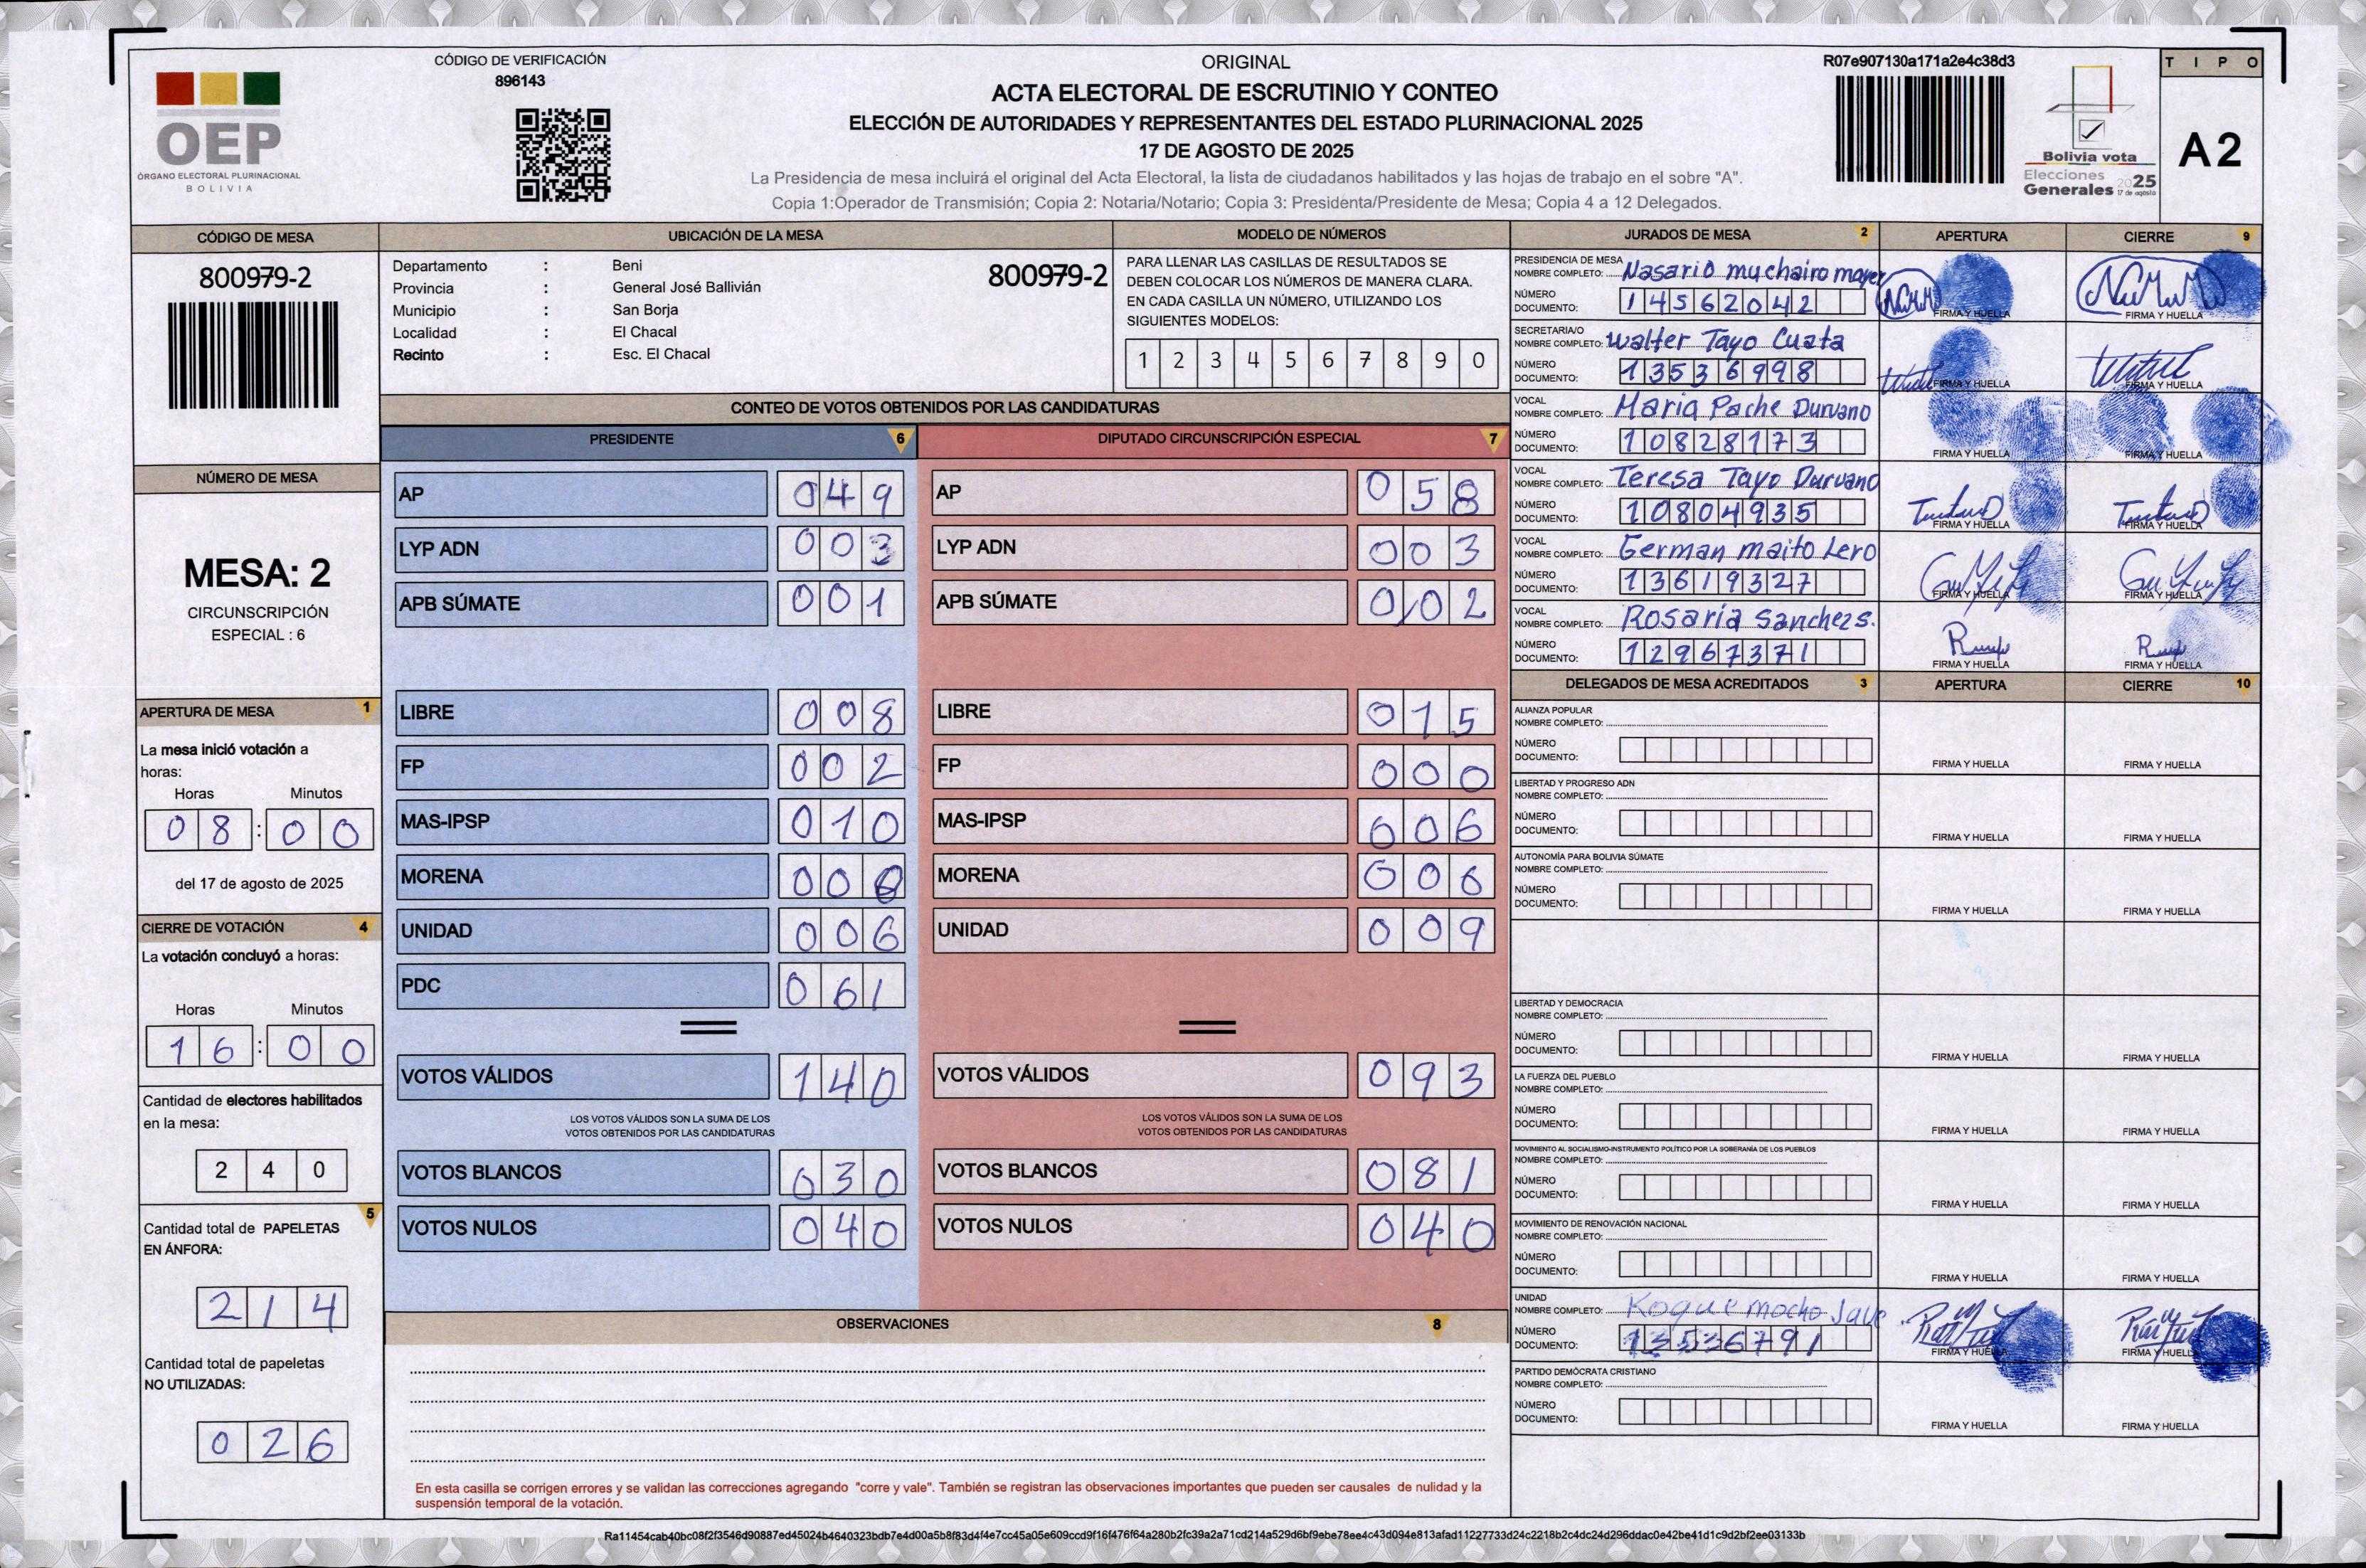 CÓDIGO DE VERIFICACIÓN
896143
OEP
ÓRGANO ELECTORAL PLURINACIONAL
BOLIVIA
ORIGINAL
ACTA ELECTORAL DE ESCRUTINIO Y CONTEO
ELECCIÓN DE AUTORIDADES Y REPRESENTANTES DEL ESTADO PLURINACIONAL 2025
17 DE AGOSTO DE 2025
La Presidencia de mesa incluirá el original del Acta Electoral, la lista de ciudadanos habilitados y las hojas de trabajo en el sobre "A".
Copia 1:Operador de Transmisión; Copia 2: Notaria/Notario; Copia 3: Presidenta/Presidente de Mesa; Copia 4 a 12 Delegados.
R07e907130a171a2e4c38d3
Bolivia vota
Elecciones
Generales 2025
17 de agosto
TIPO
A2
CÓDIGO DE MESA
800979-2
NÚMERO DE MESA
MESA: 2
CIRCUNSCRIPCIÓN
ESPECIAL : 6
APERTURA DE MESA 1
La mesa inició votación a
horas:
Horas Minutos
08:00
del 17 de agosto de 2025
CIERRE DE VOTACIÓN 4
La votación concluyó a horas:
Horas Minutos
16:00
Cantidad de electores habilitados
en la mesa:
240
5
Cantidad total de PAPELETAS
EN ÁNFORA:
214
Cantidad total de papeletas
NO UTILIZADAS:
026
UBICACIÓN DE LA MESA
Departamento : Beni
800979-2
Provincia : General José Ballivián
Municipio : San Borja
Localidad : El Chacal
Recinto : Esc. El Chacal
MODELO DE NÚMEROS
PARA LLENAR LAS CASILLAS DE RESULTADOS SE
DEBEN COLOCAR LOS NÚMEROS DE MANERA CLARA.
EN CADA CASILLA UN NÚMERO, UTILIZANDO LOS
SIGUIENTES MODELOS:
1 2 3 4 5 6 7 8 9 0
CONTEO DE VOTOS OBTENIDOS POR LAS CANDIDATURAS
PRESIDENTE 6
AP 049
LYP ADN 003
APB SÚMATE 001
LIBRE 008
FP 002
MAS-IPSP 010
MORENA 00
UNIDAD 006
PDC 061
VOTOS VÁLIDOS 140
LOS VOTOS VÁLIDOS SON LA SUMA DE LOS
VOTOS OBTENIDOS POR LAS CANDIDATURAS
VOTOS BLANCOS 030
VOTOS NULOS 040
DIPUTADO CIRCUNSCRIPCIÓN ESPECIAL 7
AP 058
LYP ADN 003
APB SÚMATE 002
LIBRE 015
FP 000
MAS-IPSP 006
MORENA 006
UNIDAD 009
VOTOS VÁLIDOS 093
LOS VOTOS VÁLIDOS SON LA SUMA DE LOS
VOTOS OBTENIDOS POR LAS CANDIDATURAS
VOTOS BLANCOS 081
VOTOS NULOS 040
OBSERVACIONES 8
En esta casilla se corrigen errores y se validan las correcciones agregando "corre y vale". También se registran las observaciones importantes que pueden ser causales de nulidad y la
suspensión temporal de la votación.
JURADOS DE MESA 2 APERTURA CIERRE 9
PRESIDENCIA DE MESA
NOMBRE COMPLETO: Nasario muchairo mayer
NÚMERO
DOCUMENTO: 14562042
FIRMA Y HUELLA FIRMA Y HUELLA
SECRETARIA/O
NOMBRE COMPLETO: Walter Tayo Cuata
NÚMERO
DOCUMENTO: 13536998
FIRMA Y HUELLA FIRMA Y HUELLA
VOCAL
NOMBRE COMPLETO: Maria Pache Durvano
NÚMERO
DOCUMENTO: 10828173
FIRMA Y HUELLA FIRMA Y HUELLA
VOCAL
NOMBRE COMPLETO: Teresa Tayo Durvano
NÚMERO
DOCUMENTO: 10804935
FIRMA Y HUELLA FIRMA Y HUELLA
VOCAL
NOMBRE COMPLETO: German maito Lero
NÚMERO
DOCUMENTO: 13619327
FIRMA Y HUELLA FIRMA Y HUELLA
VOCAL
NOMBRE COMPLETO: Rosaria Sanchez s.
NÚMERO
DOCUMENTO: 12967371
FIRMA Y HUELLA FIRMA Y HUELLA
DELEGADOS DE MESA ACREDITADOS 3 APERTURA CIERRE 10
ALIANZA POPULAR
NOMBRE COMPLETO:
NÚMERO
DOCUMENTO:
FIRMA Y HUELLA FIRMA Y HUELLA
LIBERTAD Y PROGRESO ADN
NOMBRE COMPLETO:
NÚMERO
DOCUMENTO:
FIRMA Y HUELLA FIRMA Y HUELLA
AUTONOMÍA PARA BOLIVIA SÚMATE
NOMBRE COMPLETO:
NÚMERO
DOCUMENTO:
FIRMA Y HUELLA FIRMA Y HUELLA
LIBERTAD Y DEMOCRACIA
NOMBRE COMPLETO:
NÚMERO
DOCUMENTO:
FIRMA Y HUELLA FIRMA Y HUELLA
LA FUERZA DEL PUEBLO
NOMBRE COMPLETO:
NÚMERO
DOCUMENTO:
FIRMA Y HUELLA FIRMA Y HUELLA
MOVIMIENTO AL SOCIALISMO-INSTRUMENTO POLÍTICO POR LA SOBERANÍA DE LOS PUEBLOS
NOMBRE COMPLETO:
NÚMERO
DOCUMENTO:
FIRMA Y HUELLA FIRMA Y HUELLA
MOVIMIENTO DE RENOVACIÓN NACIONAL
NOMBRE COMPLETO:
NÚMERO
DOCUMENTO:
FIRMA Y HUELLA FIRMA Y HUELLA
UNIDAD
NOMBRE COMPLETO: Roque mocho Jave
NÚMERO
DOCUMENTO: 13536791
FIRMA Y HUELLA FIRMA Y HUELLA
PARTIDO DEMÓCRATA CRISTIANO
NOMBRE COMPLETO:
NÚMERO
DOCUMENTO:
FIRMA Y HUELLA FIRMA Y HUELLA